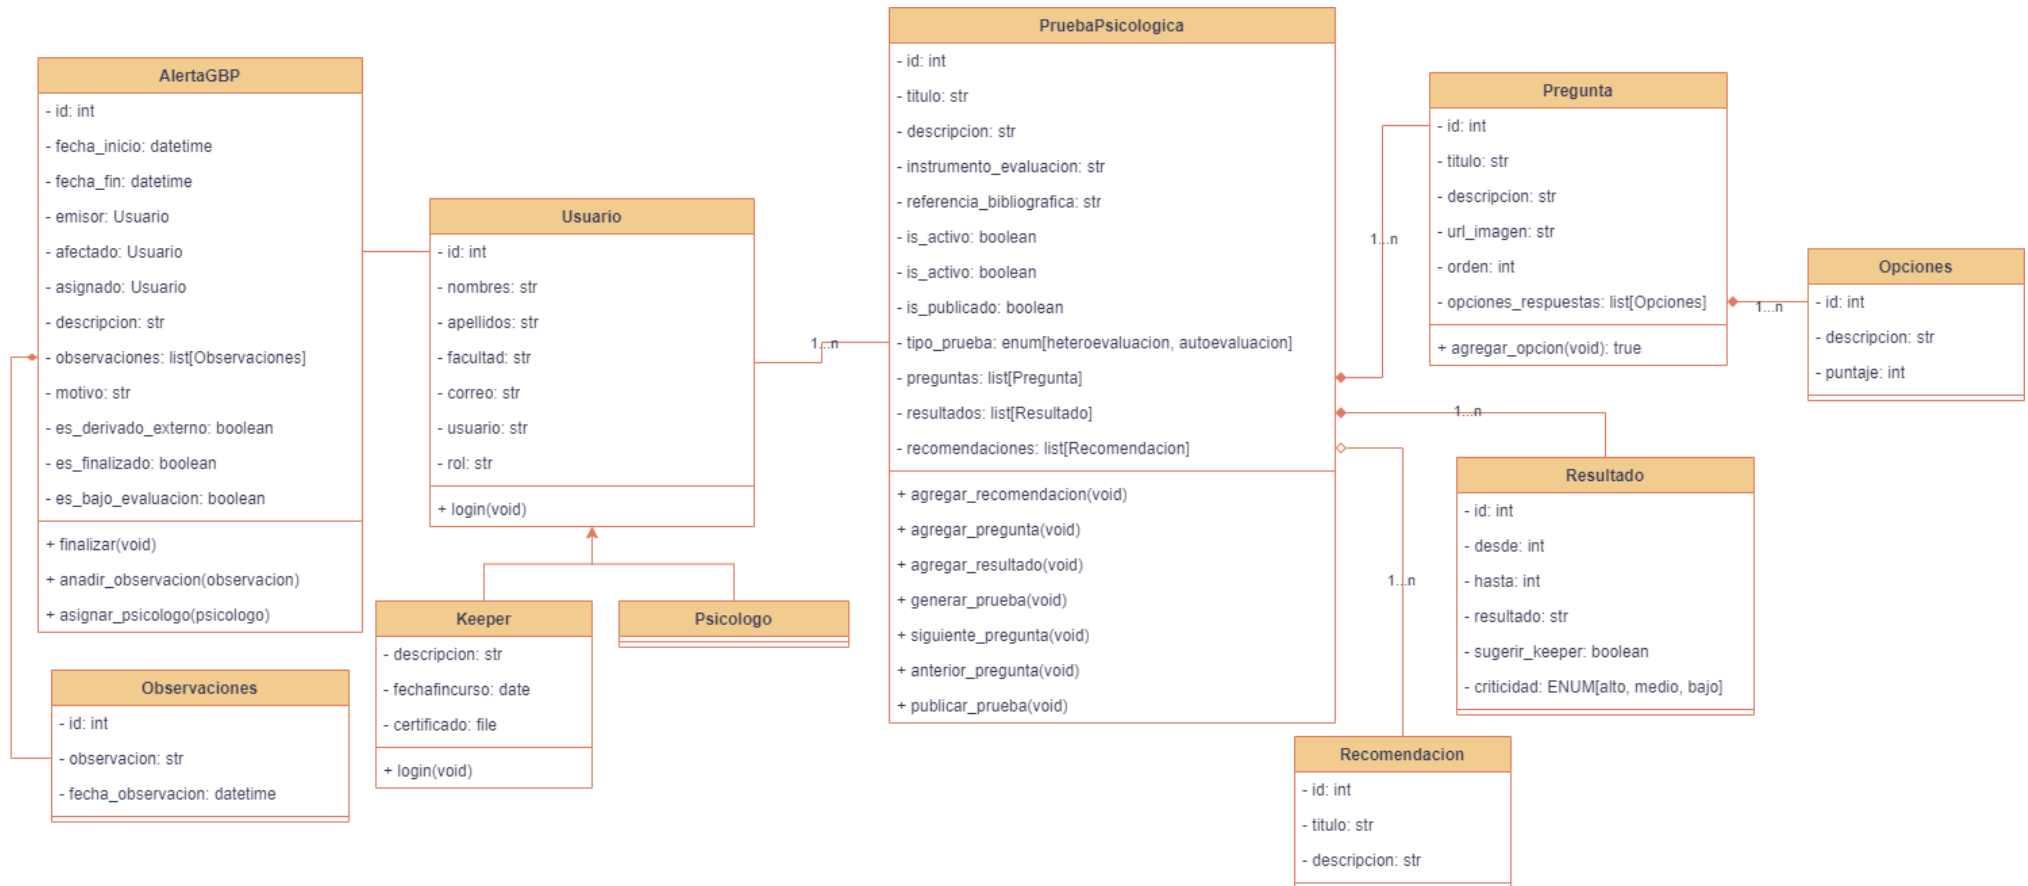 AlertaGBP
- id: int
- fecha_inicio: datetime
- fecha_fin: datetime
- emisor: Usuario
- afectado: Usuario
- asignado: Usuario
- descripcion: str
- observaciones: list[Observaciones]
- motivo: str
- es_derivado_externo: boolean
- es_finalizado: boolean
- es_bajo_evaluacion: boolean
+ finalizar(void)
+ anadir_observacion(observacion)
+ asignar_psicologo(psicologo)
Observaciones
- id: int
- observacion: str
- fecha_observacion: datetime
Usuario
- id: int
- nombres: str
- apellidos: str
- facultad: str
- correo: str
- usuario: str
- rol: str
+ login(void)
Keeper
- descripcion: str
- fechafincurso: date
- certificado: file
+ login(void)
Psicologo
1...n
PruebaPsicologica
- id: int
- titulo: str
- descripcion: str
- instrumento_evaluacion: str
- referencia_bibliografica: str
- is_activo: boolean
- is_activo: boolean
- is_publicado: boolean
- tipo_prueba: enum[heteroevaluacion, autoevaluacion]
- preguntas: list[Pregunta]
- resultados: list[Resultado]
- recomendaciones: list[Recomendacion]
+ agregar_recomendacion(void)
+ agregar_pregunta(void)
+ agregar_resultado(void)
+ generar_prueba(void)
+ siguiente_pregunta(void)
+ anterior_pregunta(void)
+ publicar_prueba(void)
1...n
Pregunta
- id: int
- titulo: str
- descripcion: str
- url_imagen: str
- orden: int
- opciones_respuestas: list[Opciones]
+ agregar_opcion(void): true
1...n
Opciones
- id: int
- descripcion: str
- puntaje: int
1...n
Resultado
- id: int
- desde: int
- hasta: int
- resultado: str
- sugerir_keeper: boolean
- criticidad: ENUM[alto, medio, bajo]
1...n
Recomendacion
- id: int
- titulo: str
- descripcion: str